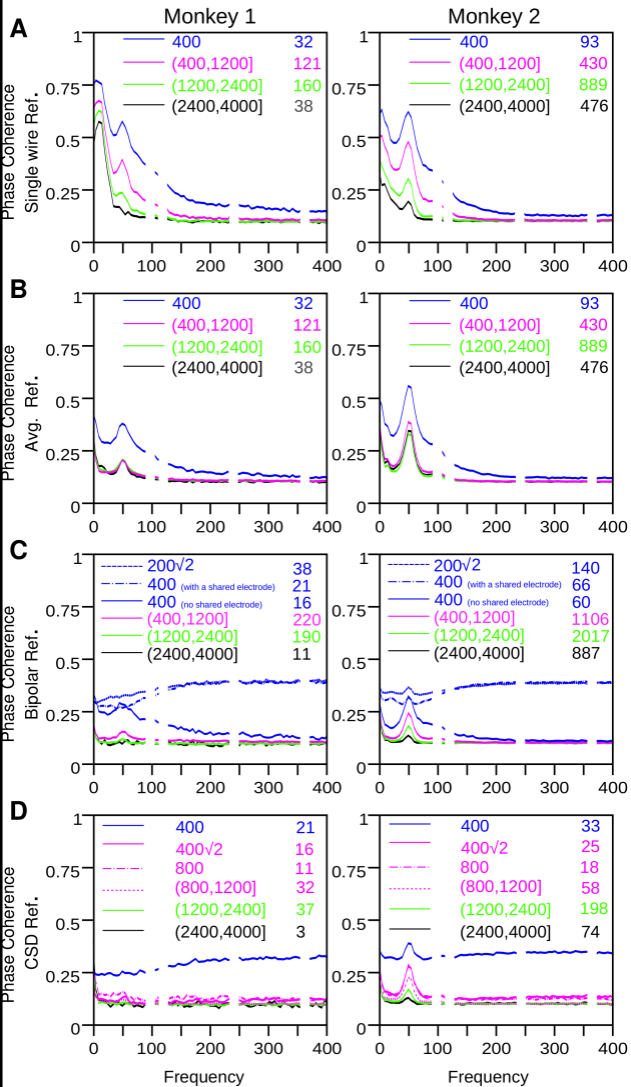 Monkey 1 Monkey 2
A
Phase Coherence
Single wire Ref.
1
0.75
0.5
0.25
0
400 32
(400,1200] 121
(1200,2400] 160
(2400,4000] 38
0 100 200 300 400
1
0.75
0.5
0.25
0
400 93
(400,1200] 430
(1200,2400] 889
(2400,4000] 476
0 100 200 300 400
B
Phase Coherence
Avg. Ref.
1
0.75
0.5
0.25
0
400 32
(400,1200] 121
(1200,2400] 160
(2400,4000] 38
0 100 200 300 400
1
0.75
0.5
0.25
0
400 93
(400,1200] 430
(1200,2400] 889
(2400,4000] 476
0 100 200 300 400
C
Phase Coherence
Bipolar Ref.
1
0.75
0.5
0.25
0
200√2 38
400 (with a shared electrode) 21
400 (no shared electrode) 16
(400,1200] 220
(1200,2400] 190
(2400,4000] 11
0 100 200 300 400
1
0.75
0.5
0.25
0
200√2 140
400 (with a shared electrode) 66
400 (no shared electrode) 60
(400,1200] 1106
(1200,2400] 2017
(2400,4000] 887
0 100 200 300 400
D
Phase Coherence
CSD Ref.
1
0.75
0.5
0.25
0
400 21
400√2 16
800 11
(800,1200] 32
(1200,2400] 37
(2400,4000] 3
0 100 200 300 400
Frequency
1
0.75
0.5
0.25
0
400 33
400√2 25
800 18
(800,1200] 58
(1200,2400] 198
(2400,4000] 74
0 100 200 300 400
Frequency